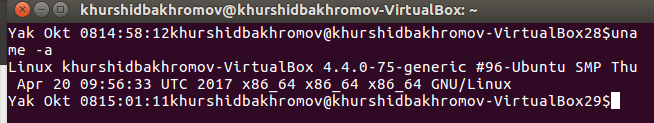 khurshidbakhromov@khurshidbakhromov-VirtualBox: ~
Yak Okt 0814:58:12khurshidbakhromov@khurshidbakhromov-VirtualBox28$una
me -a
Linux khurshidbakhromov-VirtualBox 4.4.0-75-generic #96-Ubuntu SMP Thu
 Apr 20 09:56:33 UTC 2017 x86_64 x86_64 x86_64 GNU/Linux
Yak Okt 0815:01:11khurshidbakhromov@khurshidbakhromov-VirtualBox29$